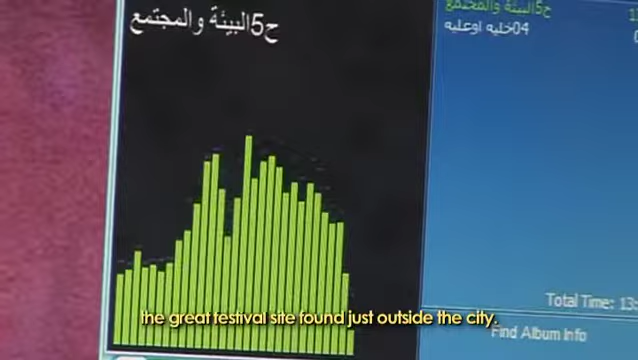 ح5البيئة والمجتمع
ح5البيئة والمجتمع
04خليه اوعليه
Total Time: 13:
Find Album Info
the great festival site found just outside the city.